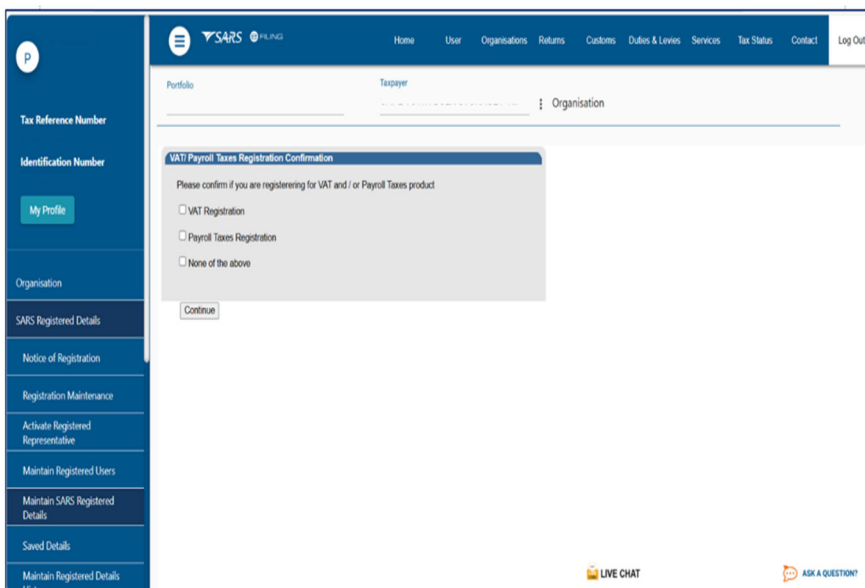 P
SARS eFILING
Home User Organisations Returns Customs Duties & Levies Services Tax Status Contact Log Out
Portfolio
Taxpayer
Organisation
Tax Reference Number
Identification Number
My Profile
Organisation
SARS Registered Details
Notice of Registration
Registration Maintenance
Activate Registered
Representative
Maintain Registered Users
Maintain SARS Registered
Details
Saved Details
Maintain Registered Details
VAT/ Payroll Taxes Registration Confirmation
Please confirm if you are registerering for VAT and / or Payroll Taxes product
VAT Registration
Payroll Taxes Registration
None of the above
Continue
LIVE CHAT
ASK A QUESTION?